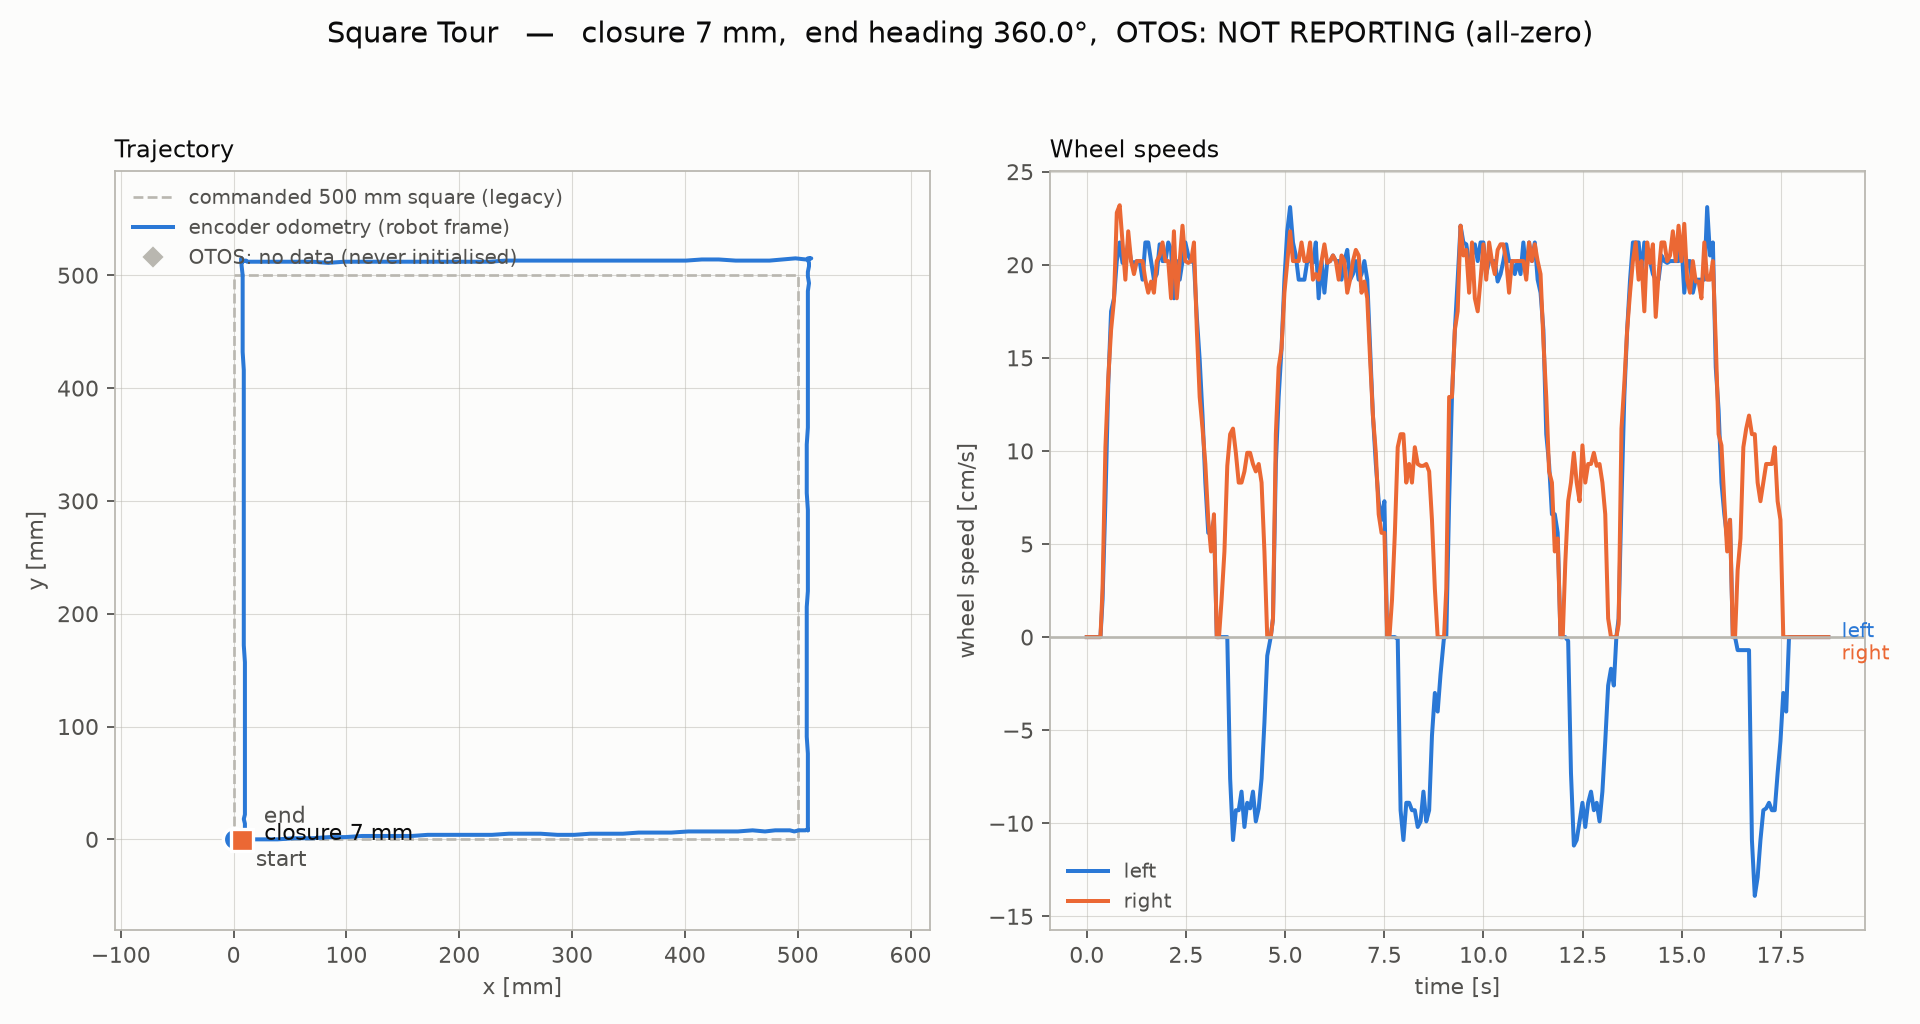 Square Tour — closure 7 mm, end heading 360.0°, OTOS: NOT REPORTING (all-zero)
Trajectory
commanded 500 mm square (legacy)
encoder odometry (robot frame)
OTOS: no data (never initialised)
500
400
300
200
100
0
y [mm]
end
closure 7 mm
start
−100
0
100
200
300
400
500
600
x [mm]
Wheel speeds
25
20
15
10
5
0
−5
−10
−15
wheel speed [cm/s]
left
right
left
right
0.0
2.5
5.0
7.5
10.0
12.5
15.0
17.5
time [s]